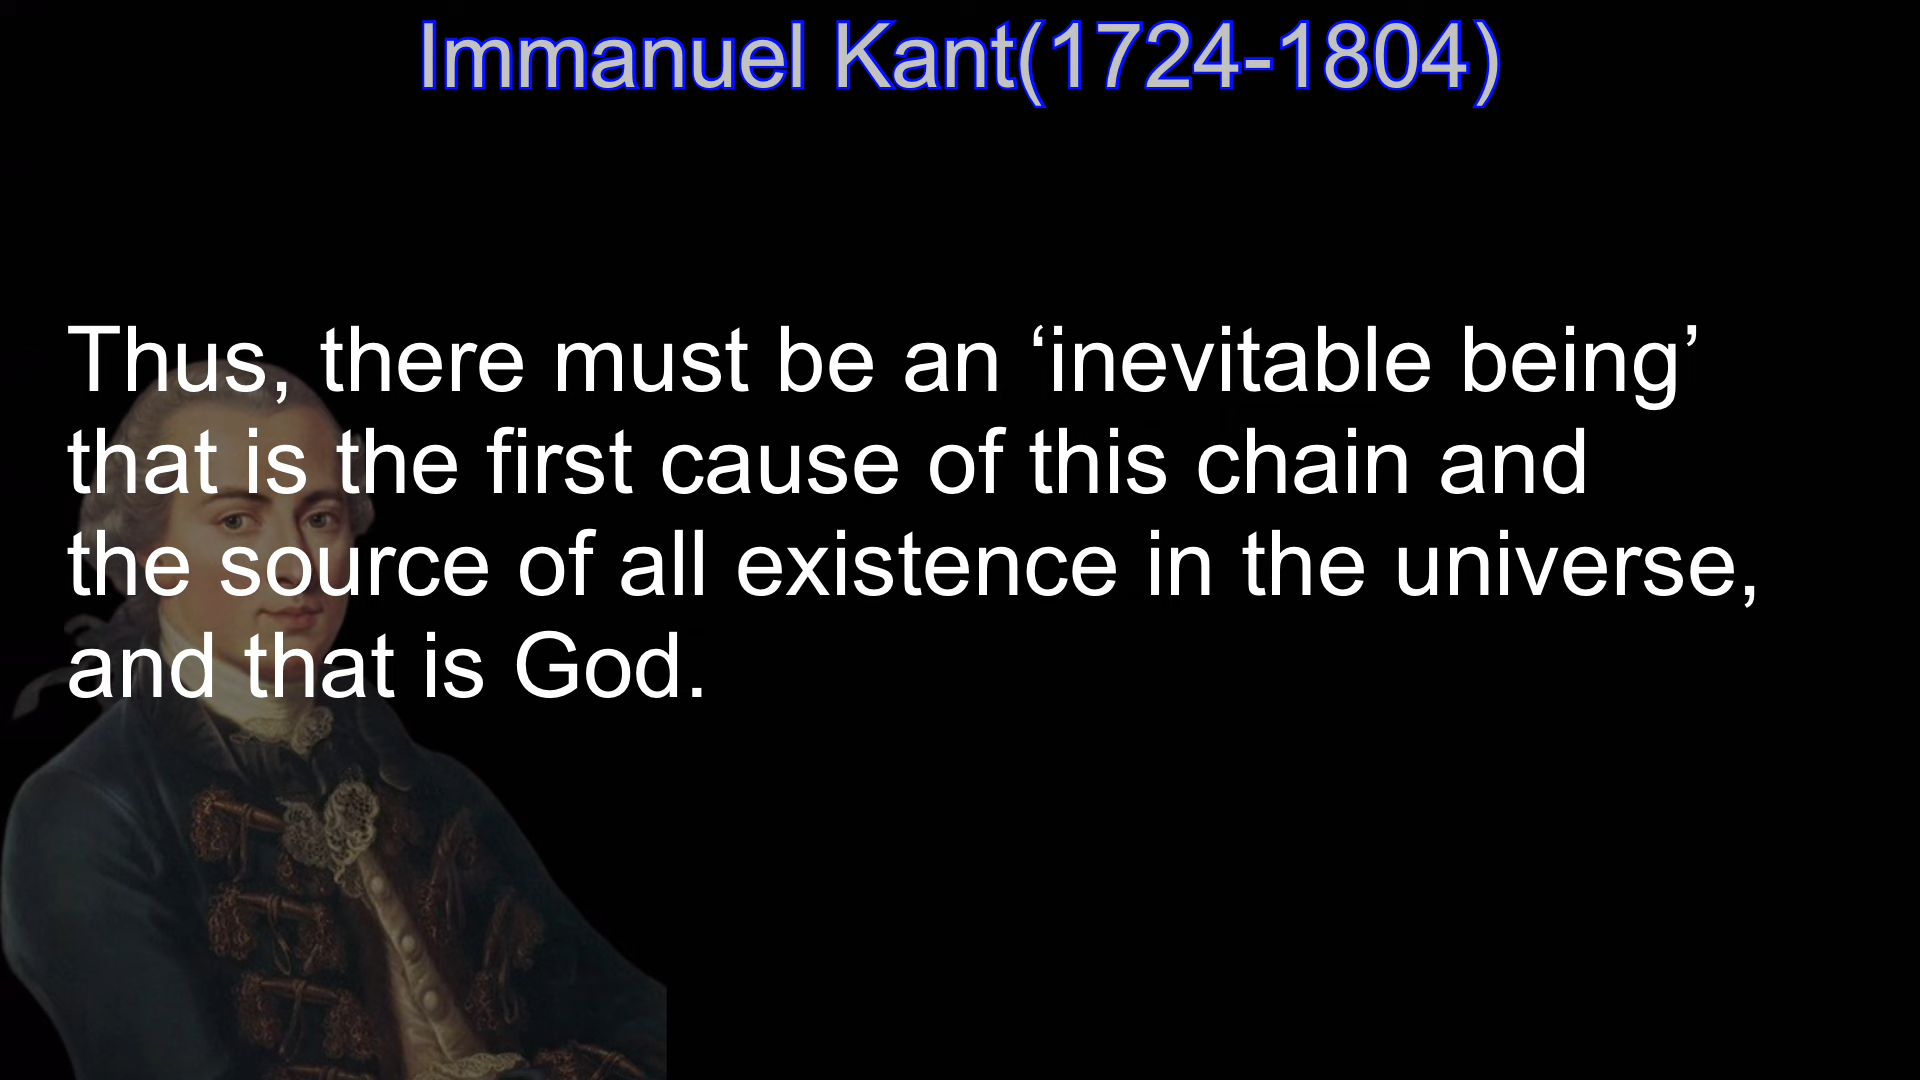 Immanuel Kant(1724-1804)
Thus, there must be an ‘inevitable being’
that is the first cause of this chain and
the source of all existence in the universe,
and that is God.